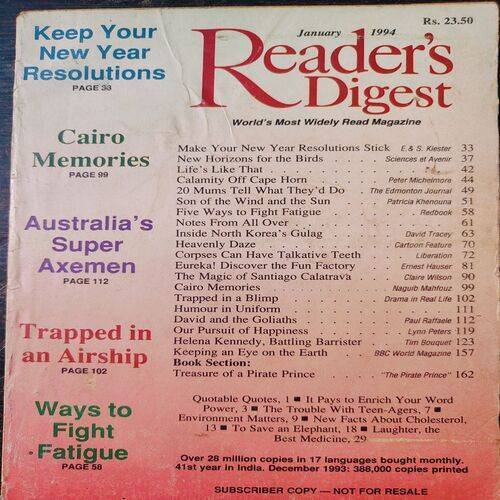 Rs. 23.50
January 1994
Reader's
Digest
World's Most Widely Read Magazine
Keep Your
New Year
Resolutions
PAGE 33
Cairo
Memories
PAGE 99
Australia's
Super
Axemen
PAGE 112
Trapped in
an Airship
PAGE 102
Ways to
Fight
Fatigue
PAGE 58
Make Your New Year Resolutions Stick . E.& S. Kiester 33
New Horizons for the Birds . . . . Sciences et Avenir 37
Life's Like That . . . . . . . . . . . . . . 42
Calamity Off Cape Horn . . . . Peter Michelmore 44
20 Mums Tell What They'd Do . The Edmonton Journal 49
Son of the Wind and the Sun . . . Patricia Khenouna 51
Five Ways to Fight Fatigue . . . . . . Redbook 58
Notes From All Over . . . . . . . . . . . . 61
Inside North Korea's Gulag . . . . David Tracey 63
Heavenly Daze . . . . . . . Cartoon Feature 70
Corpses Can Have Talkative Teeth . . . Liberation 72
Eureka! Discover the Fun Factory . . Ernest Hauser 81
The Magic of Santiago Calatrava . . . Claire Wilson 90
Cairo Memories . . . . . . . . Naguib Mahfouz 99
Trapped in a Blimp . . . . . Drama in Real Life 102
Humour in Uniform . . . . . . . . . . . . 111
David and the Goliaths . . . . . . Paul Raffaele 112
Our Pursuit of Happiness . . . . . Lynn Peters 119
Helena Kennedy, Battling Barrister . . Tim Bouquet 123
Keeping an Eye on the Earth . . BBC World Magazine 157
Book Section:
Treasure of a Pirate Prince . . . "The Pirate Prince" 162
Quotable Quotes, 1 ■ It Pays to Enrich Your Word
Power, 3 ■ The Trouble With Teen-Agers, 7 ■
Environment Matters, 9 ■ New Facts About Cholesterol,
13 ■ To Save an Elephant, 18 ■ Laughter, the
Best Medicine, 29
Over 28 million copies in 17 languages bought monthly.
41st year in India. December 1993: 388,000 copies printed
SUBSCRIBER COPY — NOT FOR RESALE